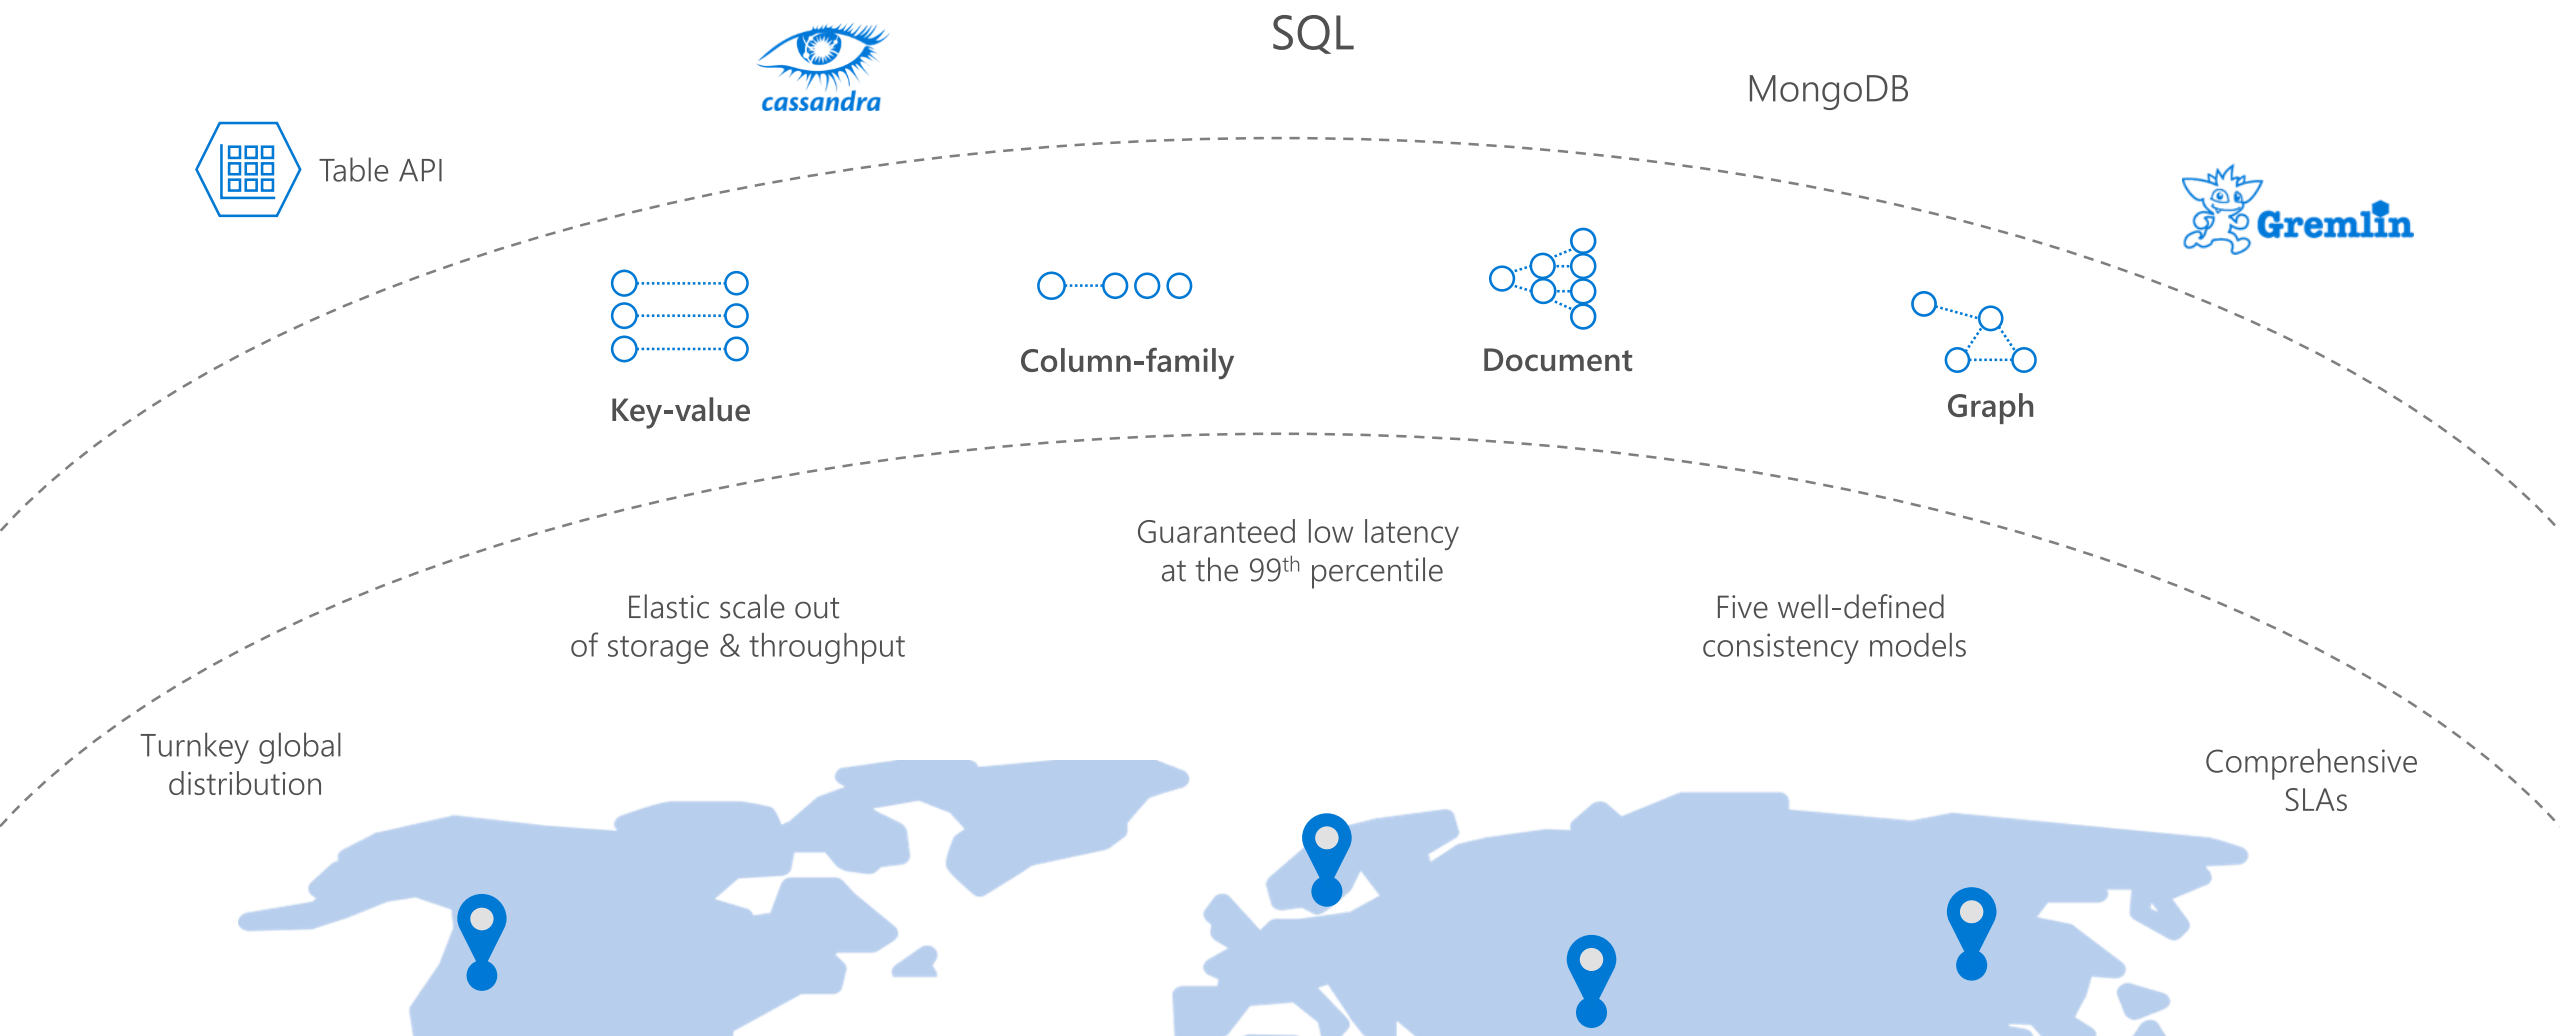 SQL
cassandra
MongoDB
Table API
Gremlin
Key-value
Column-family
Document
Graph
Guaranteed low latency
at the 99th percentile
Elastic scale out
of storage & throughput
Five well-defined
consistency models
Turnkey global
distribution
Comprehensive
SLAs